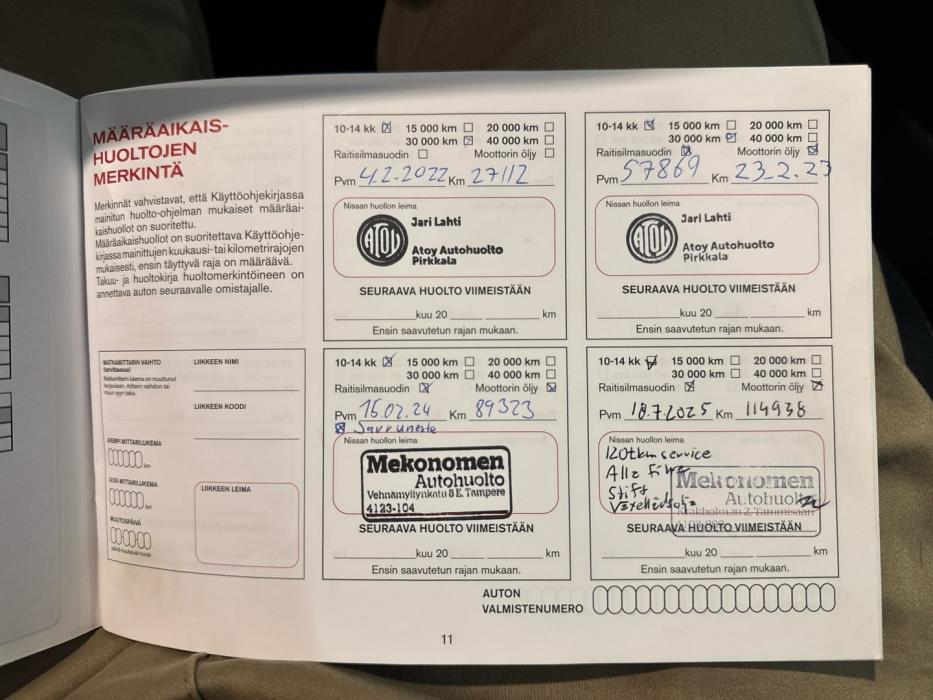 MÄÄRÄAIKAIS-
HUOLTOJEN
MERKINTÄ
Merkinnät vahvistavat, että Käyttöohjekirjassa
mainitun huolto-ohjelman mukaiset määräai-
kaishuollot on suoritettu.
Määräaikaishuollot on suoritettava Käyttöohje-
kirjassa mainittujen kuukausi- tai kilometrirajojen
mukaisesti, ensin täyttyvä raja on määräävä.
Takuu- ja huoltokirja huoltomerkintöineen on
annettava auton seuraavalle omistajalle.
10-14 kk 15 000 km 20 000 km
30 000 km 40 000 km
Raitisilmasuodin Moottorin öljy
Pvm 4.2.2022 Km 27112
Nissan huollon leima
ATOY
Jari Lahti
Atoy Autohuolto
Pirkkala
SEURAAVA HUOLTO VIIMEISTÄÄN
kuu 20 km
Ensin saavutetun rajan mukaan.
10-14 kk 15 000 km 20 000 km
30 000 km 40 000 km
Raitisilmasuodin Moottorin öljy
Pvm 57869 Km 23.2.23
Nissan huollon leima
ATOY
Jari Lahti
Atoy Autohuolto
Pirkkala
SEURAAVA HUOLTO VIIMEISTÄÄN
kuu 20 km
Ensin saavutetun rajan mukaan.
MATKAMITTARIN VAIHTO
(tarvittaessa)
LIIKKEEN NIMI
LIIKKEEN KOODI
km
UUSI MITTARILUKEMA
km
MUUTOSPÄIVÄ
LIIKKEEN LEIMA
10-14 kk 15 000 km 20 000 km
30 000 km 40 000 km
Raitisilmasuodin Moottorin öljy
Pvm 16.02.24 Km 89323
Jarruneste
Nissan huollon leima
Mekonomen
Autohuolto
Vehnämyllynkatu 8 E, Tampere
4123-104
SEURAAVA HUOLTO VIIMEISTÄÄN
kuu 20 km
Ensin saavutetun rajan mukaan.
10-14 kk 15 000 km 20 000 km
30 000 km 40 000 km
Raitisilmasuodin Moottorin öljy
Pvm 18.7.2025 Km 114938
Nissan huollon leima
120tkm service
Alla
Stift
Mekonomen
Autohuolto
SEURAAVA HUOLTO VIIMEISTÄÄN
kuu 20 km
Ensin saavutetun rajan mukaan.
AUTON
VALMISTENUMERO
11